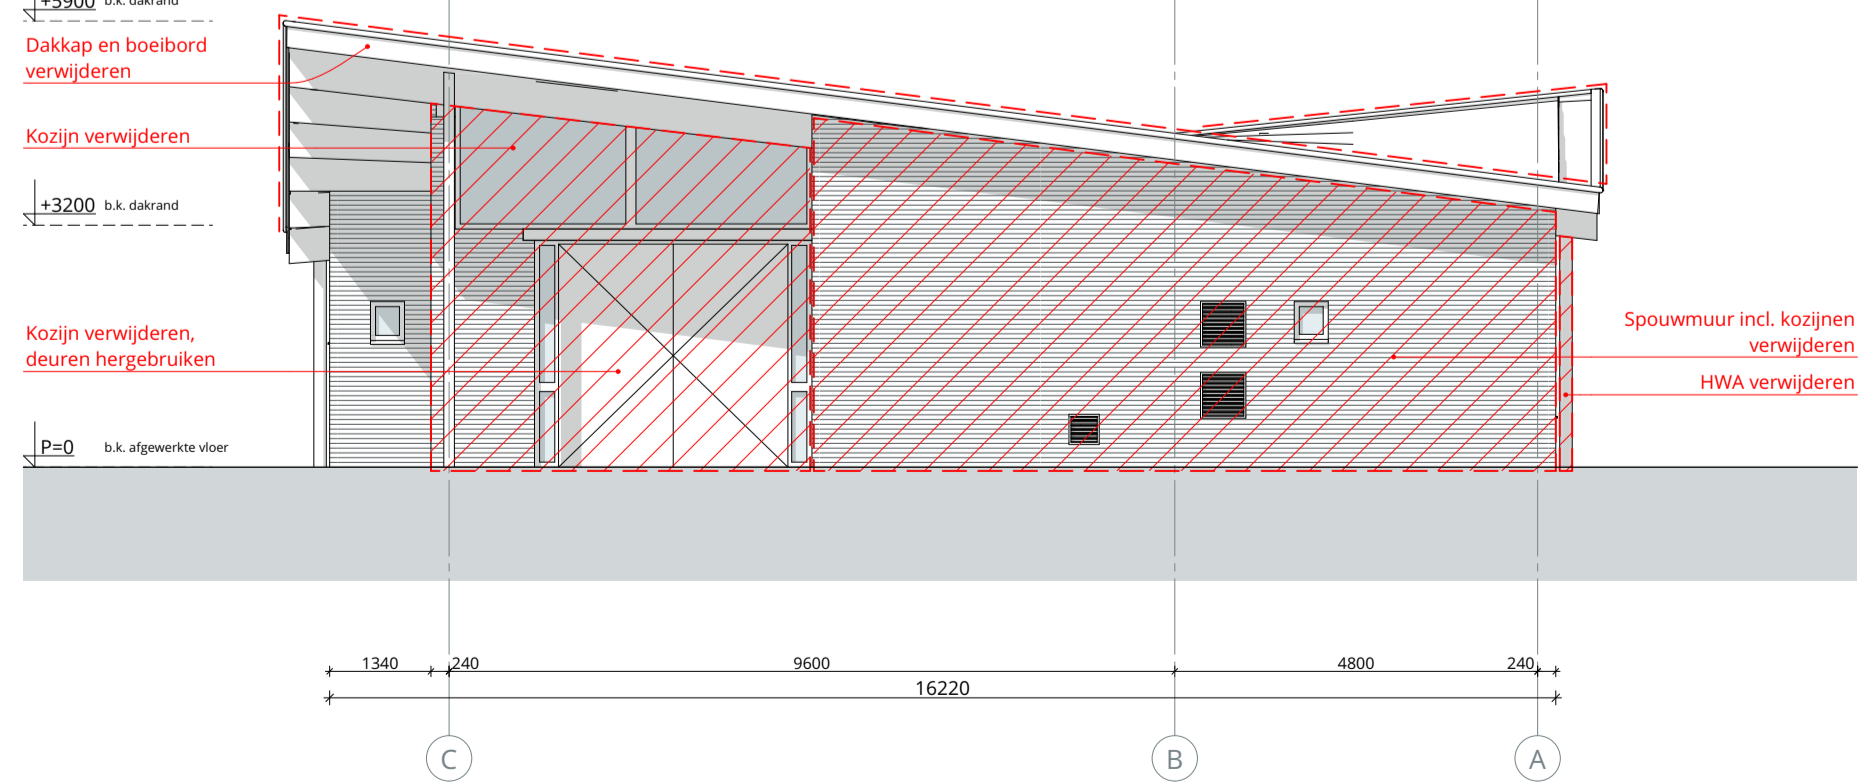 +5900 b.k. dakrand
Dakkap en boeibord
verwijderen
Kozijn verwijderen
+3200 b.k. dakrand
Kozijn verwijderen,
deuren hergebruiken
P=0 b.k. afgewerkte vloer
Spouwmuur incl. kozijnen
verwijderen
HWA verwijderen
1340 240 9600 4800 240
16220
C B A